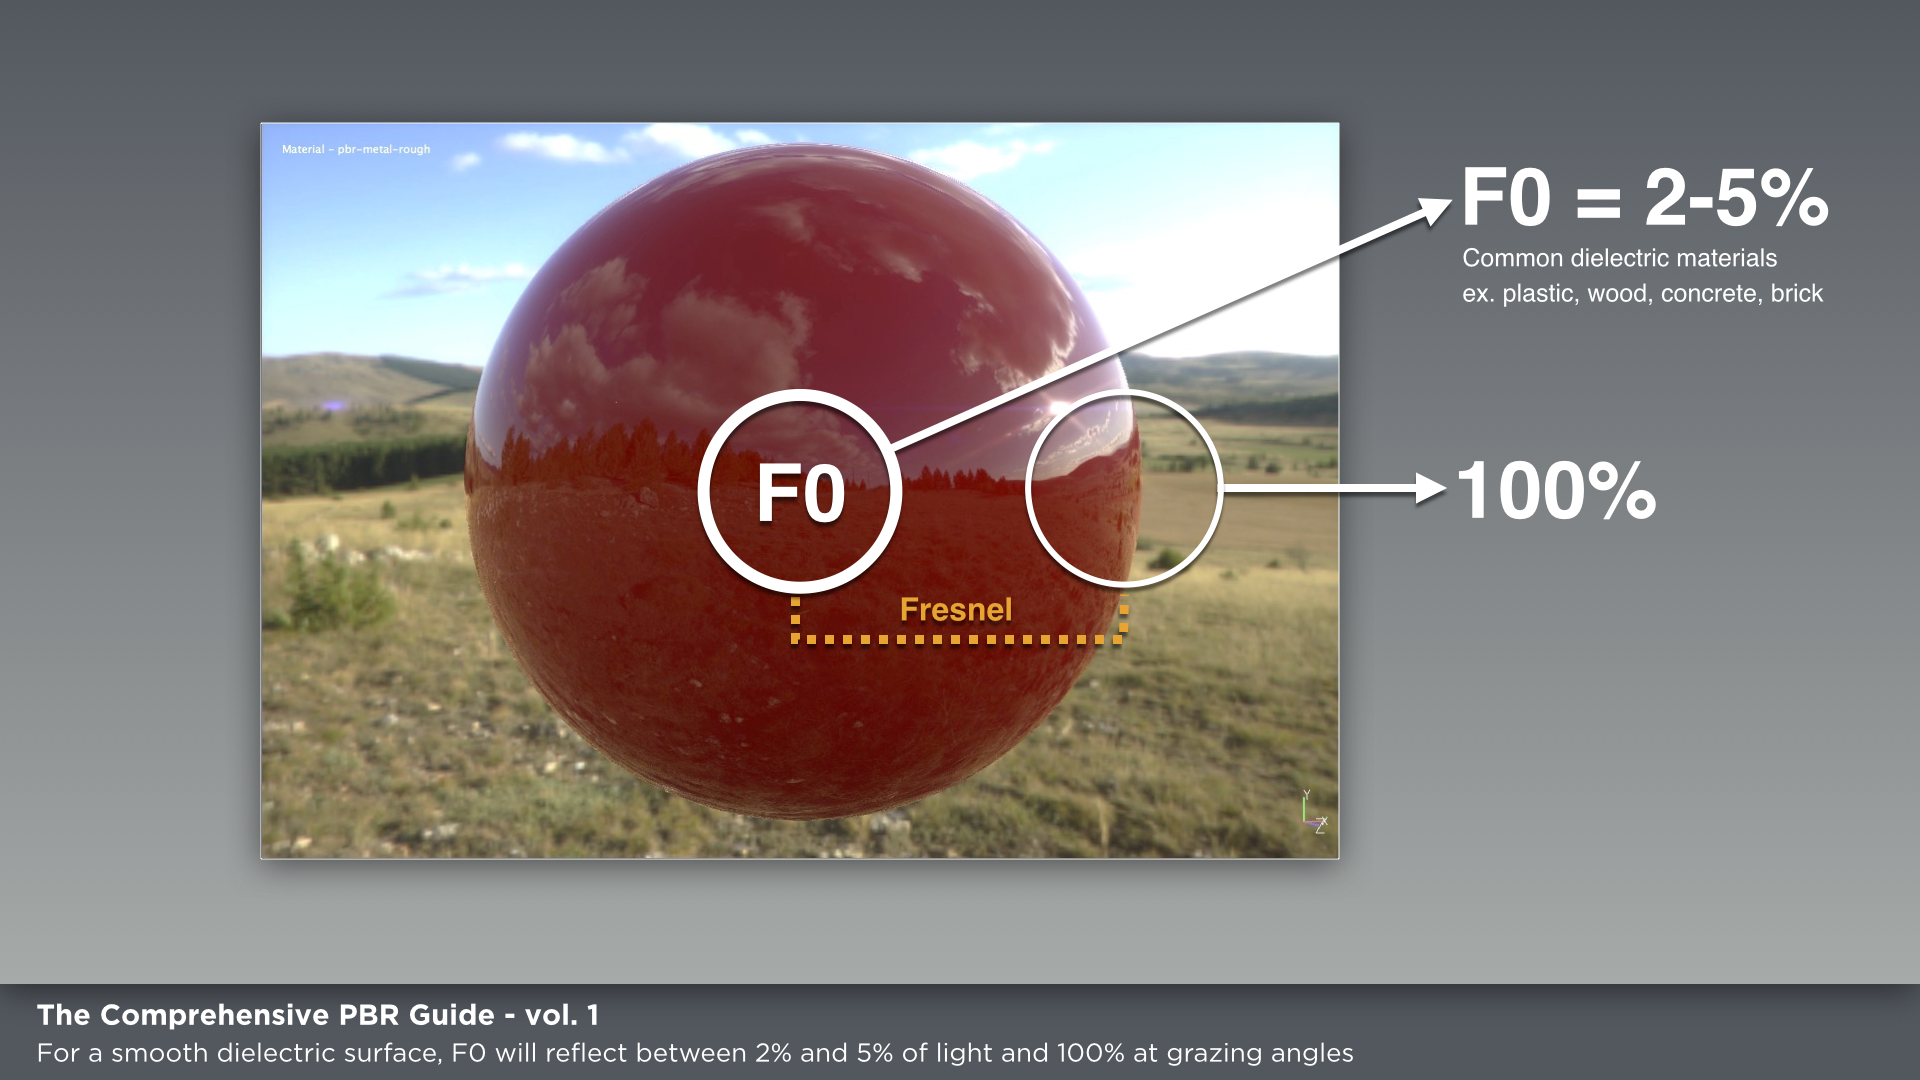 Material - pbr-metal-rough
F0 = 2-5%
Common dielectric materials
ex. plastic, wood, concrete, brick
F0
100%
Fresnel
Y
X
Z
The Comprehensive PBR Guide - vol. 1
For a smooth dielectric surface, F0 will reflect between 2% and 5% of light and 100% at grazing angles